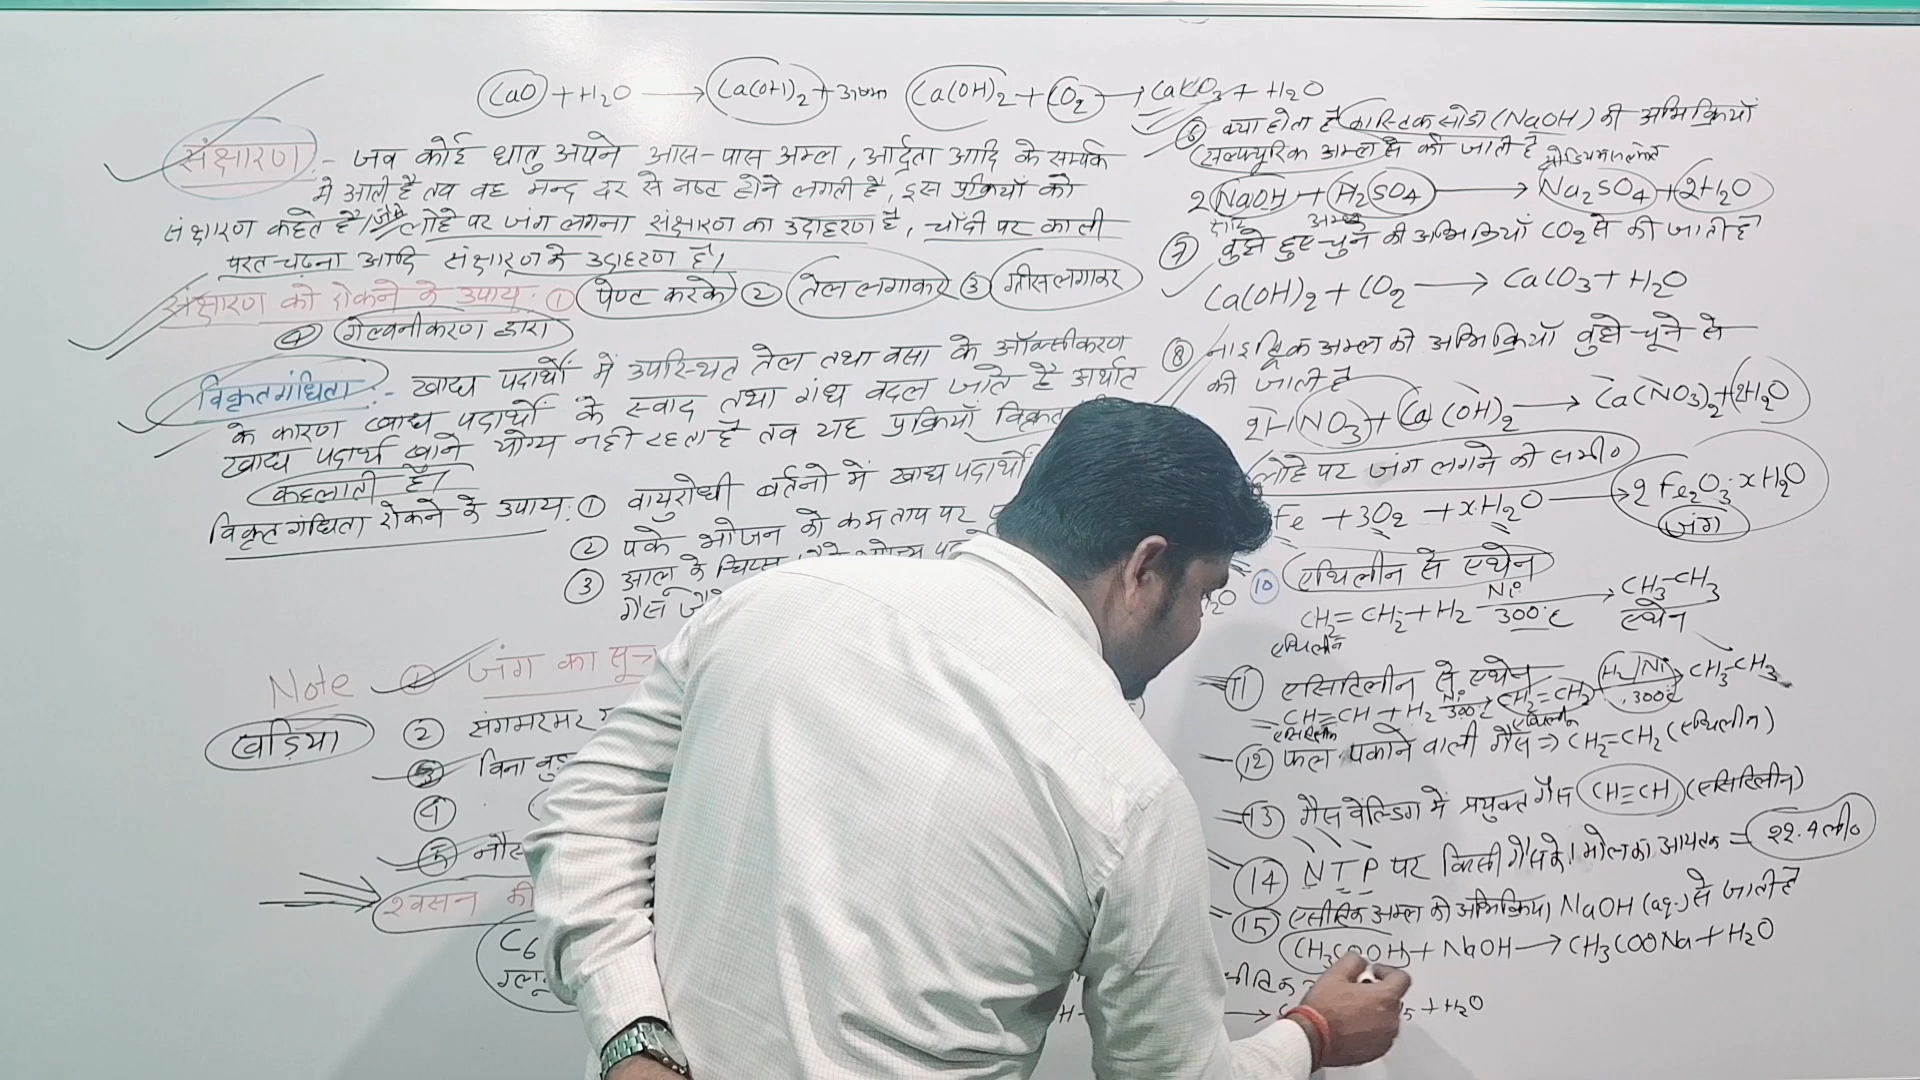 CaO + H₂O → Ca(OH)₂ + उष्मा Ca(OH)₂ + CO₂ → CaCO₃ + H₂O
संक्षारण :- जब कोई धातु अपने आस-पास अम्ल, आर्द्रता आदि के सम्पर्क
में आती है तब वह मन्द दर से नष्ट होने लगती है, इस प्रक्रियाँ को
संक्षारण कहते हैं। जैसे लोहे पर जंग लगना संक्षारण का उदाहरण है, चाँदी पर काली
परत चढ़ना आदि संक्षारण के उदाहरण है।
संक्षारण को रोकने के उपाय: ① पेण्ट करके ② तेल लगाकर ③ ग्रीस लगाकर
④ गैल्वनीकरण द्वारा
विकृतगंधिता :- खाद्य पदार्थों में उपस्थित तेल तथा वसा के ऑक्सीकरण
के कारण खाद्य पदार्थों के स्वाद तथा गंध बदल जाते है अर्थात
खाद्य पदार्थ खाने योग्य नहीं रहता है तब यह प्रक्रियाँ
कहलाती है।
विकृतगंधिता रोकने के उपाय: ① वायुरोधी बर्तनो में खाद्य पदार्थों
② पके भोजन को कम ताप पर
③ आलू के चिप्स
गैस जैसे
Note ① जंग का सूत्र
खड़िया ② संगमरमर
③ बिना
④
⑤
श्वसन की
C₆
⑥ क्या होता है कास्टिक सोडा (NaOH) की अभिक्रियाँ
सल्फ्यूरिक अम्ल से की जाती है
2NaOH + H₂SO₄ → Na₂SO₄ + 2H₂O
⑦ बुझे हुए चुने की अभिक्रियाँ CO₂ से की जाती है
Ca(OH)₂ + CO₂ → CaCO₃ + H₂O
⑧ नाइट्रिक अम्ल की अभिक्रियाँ बुझे चूने से
की जाती है
2HNO₃ + Ca(OH)₂ → Ca(NO₃)₂ + 2H₂O
लोहे पर जंग लगने की समी०
Fe + 3O₂ + xH₂O → 2Fe₂O₃·xH₂O
जंग
⑩ एथिलीन से एथेन
CH₂=CH₂ + H₂ Ni 300°C → CH₃-CH₃
एथिलीन एथेन
⑪ एसिटिलीन से एथेन
CH≡CH + H₂ Ni 300°C → CH₂=CH₂ H₂/Ni 300°C → CH₃-CH₃
एसिटिलीन एथिलीन
⑫ फल पकाने वाली गैस ⇒ CH₂=CH₂ (एथिलीन)
⑬ गैस वेल्डिंग में प्रयुक्त गैस CH≡CH (एसिटिलीन)
⑭ NTP पर किसी गैस के 1 मोल का आयतन = 22.4 ली०
⑮ एसीटिक अम्ल की अभिक्रिया NaOH (aq.) से जाती है
CH₃COOH + NaOH → CH₃COONa + H₂O
→ + H₂O